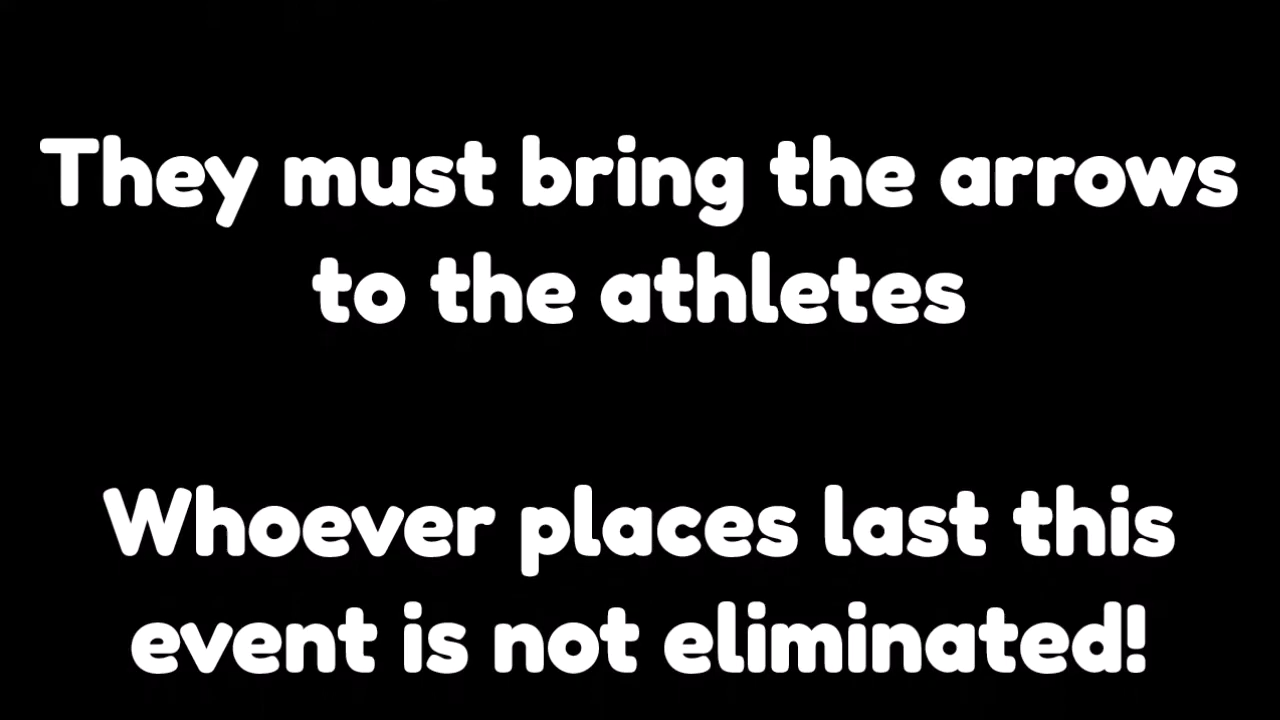 They must bring the arrows
to the athletes
Whoever places last this
event is not eliminated!